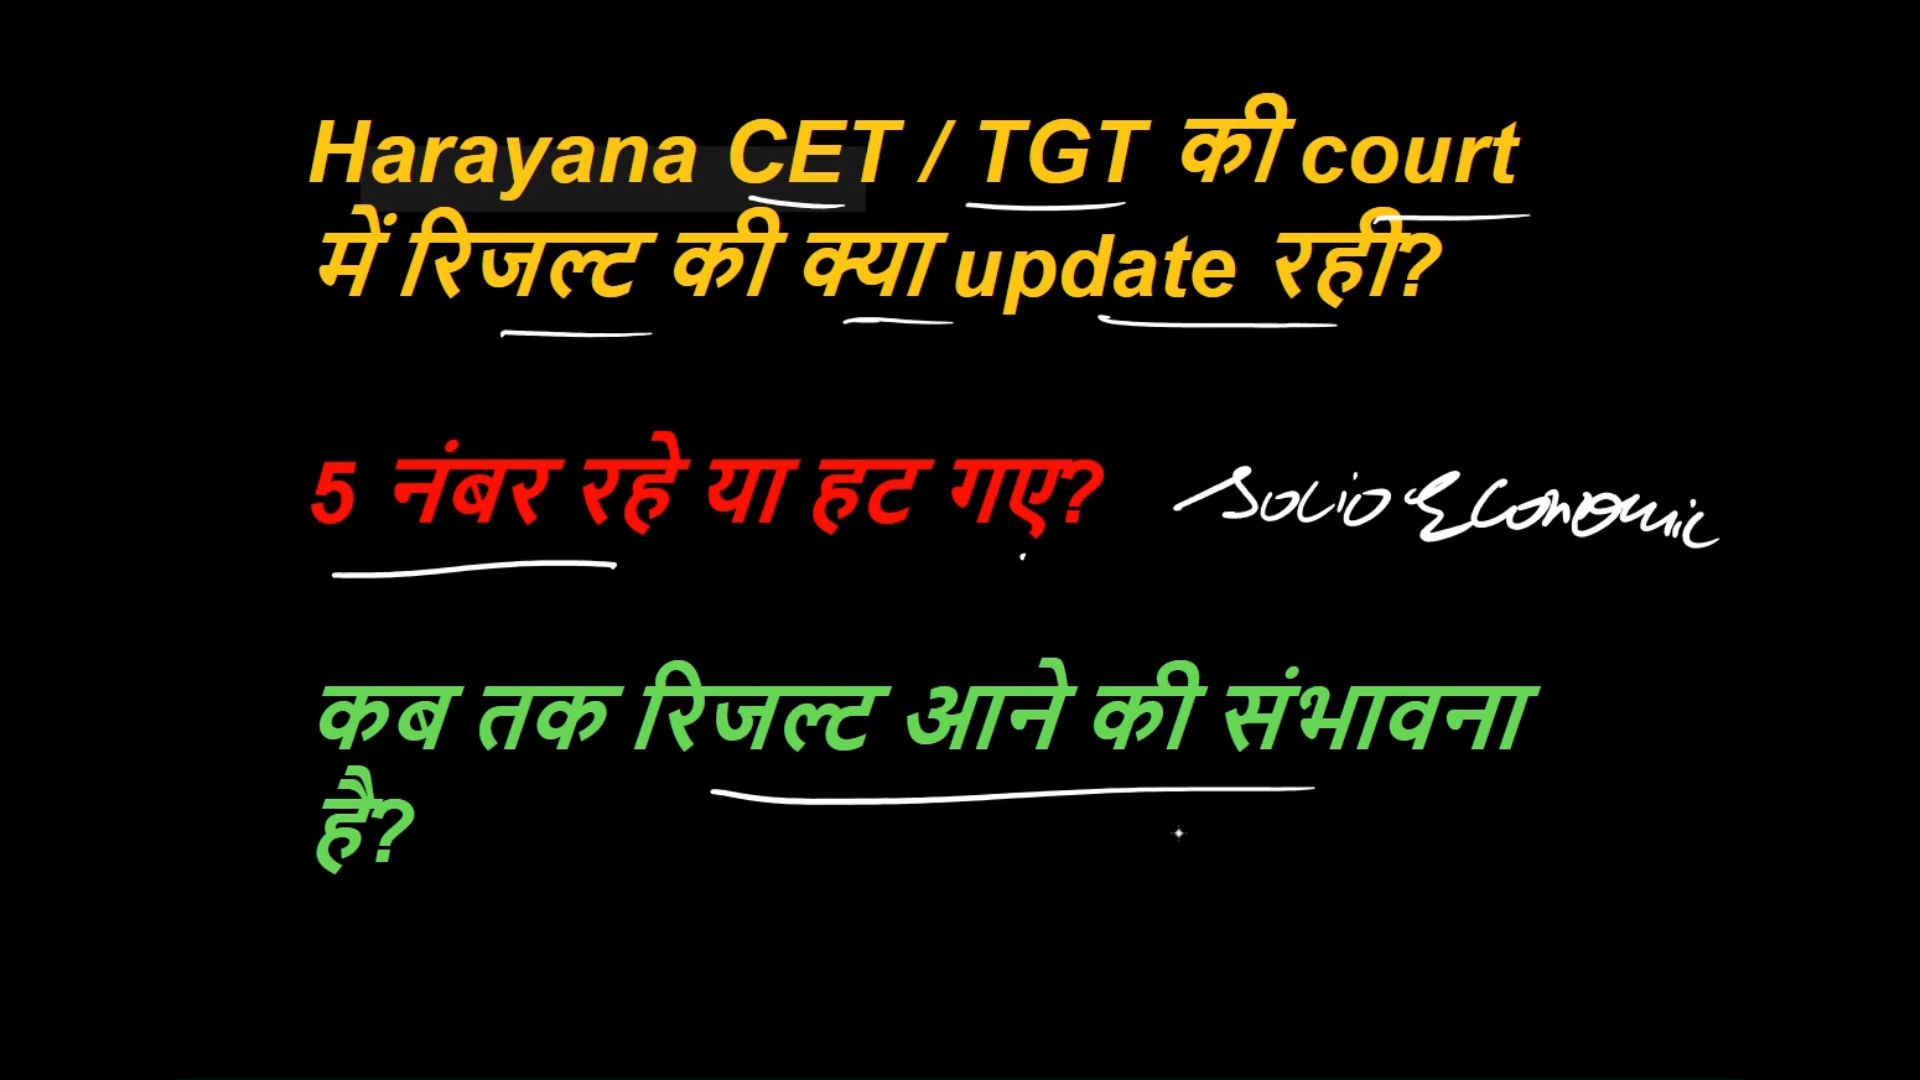 Harayana CET / TGT की court
में रिजल्ट की क्या update रही?
5 नंबर रहे या हट गए? Socio Economic
कब तक रिजल्ट आने की संभावना
है?